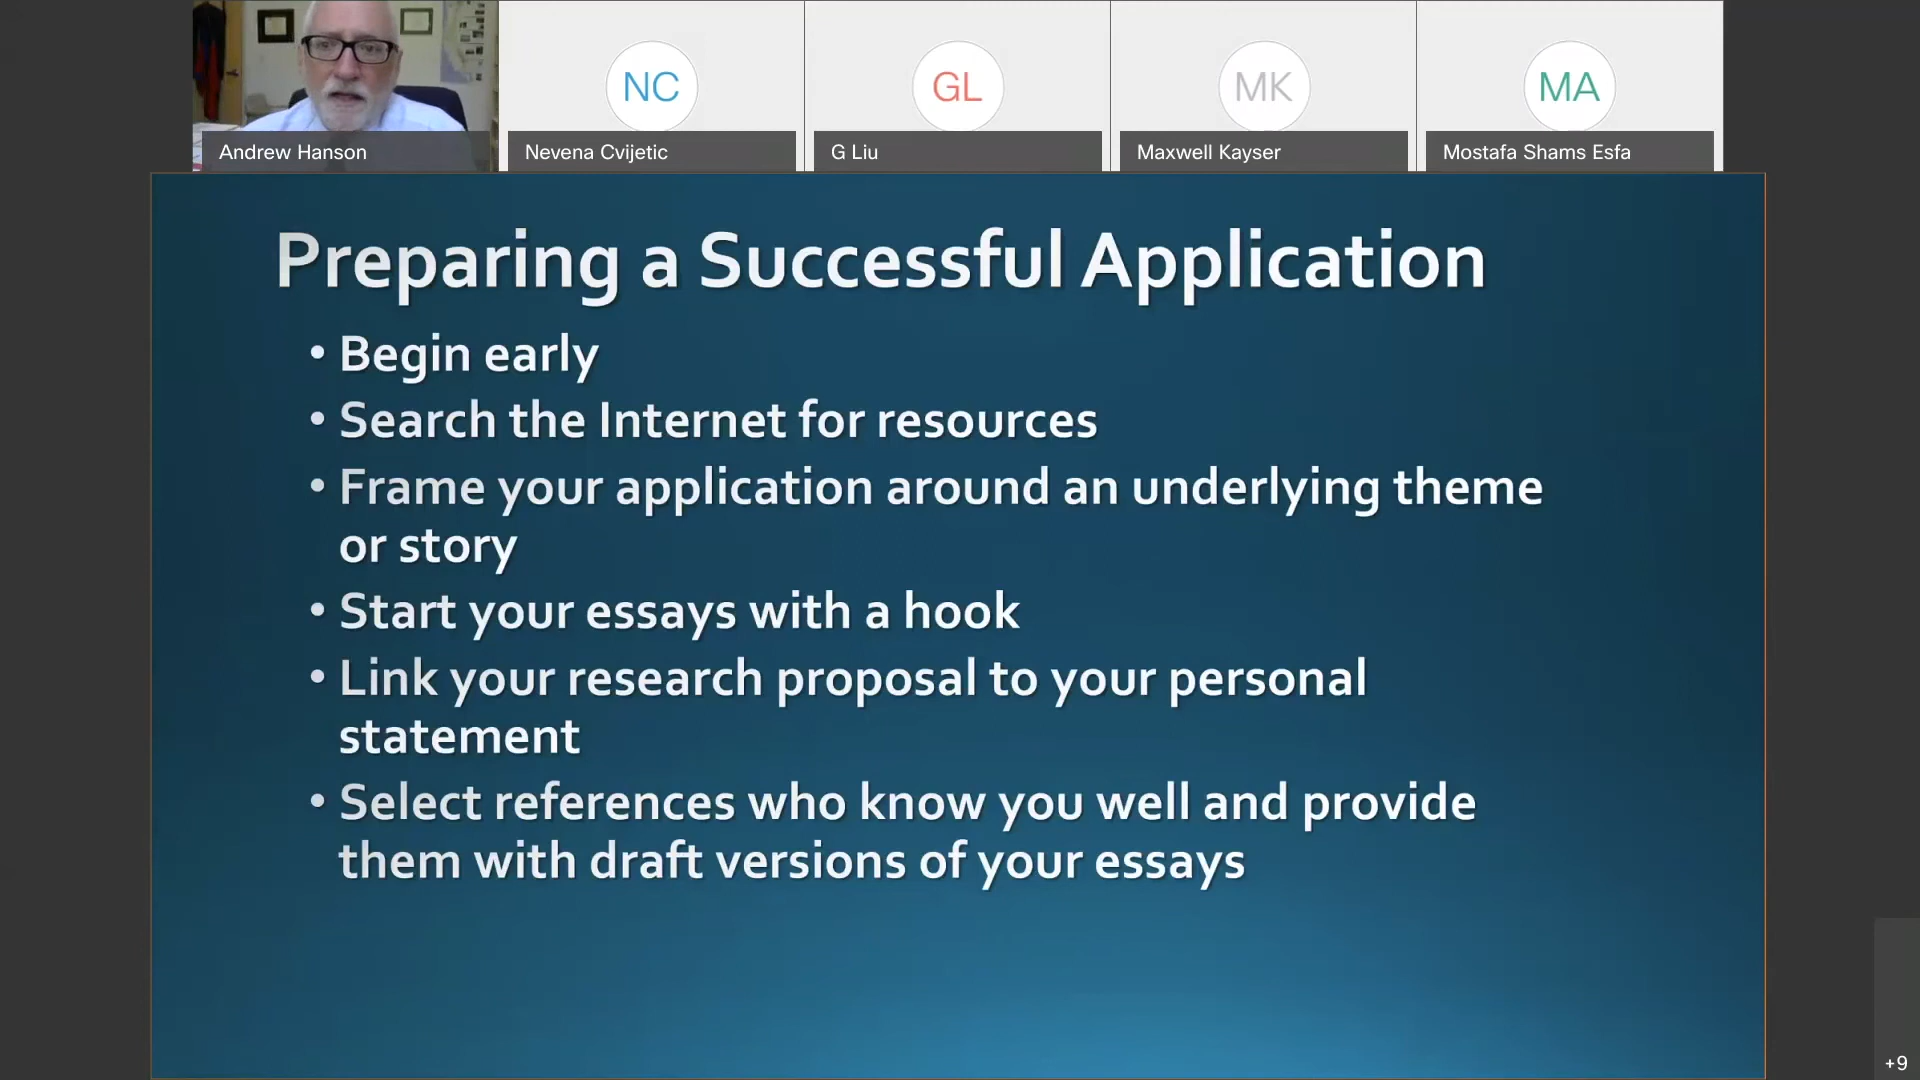 NC
GL
MK
MA
Andrew Hanson
Nevena Cvijetic
G Liu
Maxwell Kayser
Mostafa Shams Esfa
Preparing a Successful Application
• Begin early
• Search the Internet for resources
• Frame your application around an underlying theme
or story
• Start your essays with a hook
• Link your research proposal to your personal
statement
• Select references who know you well and provide
them with draft versions of your essays
+9